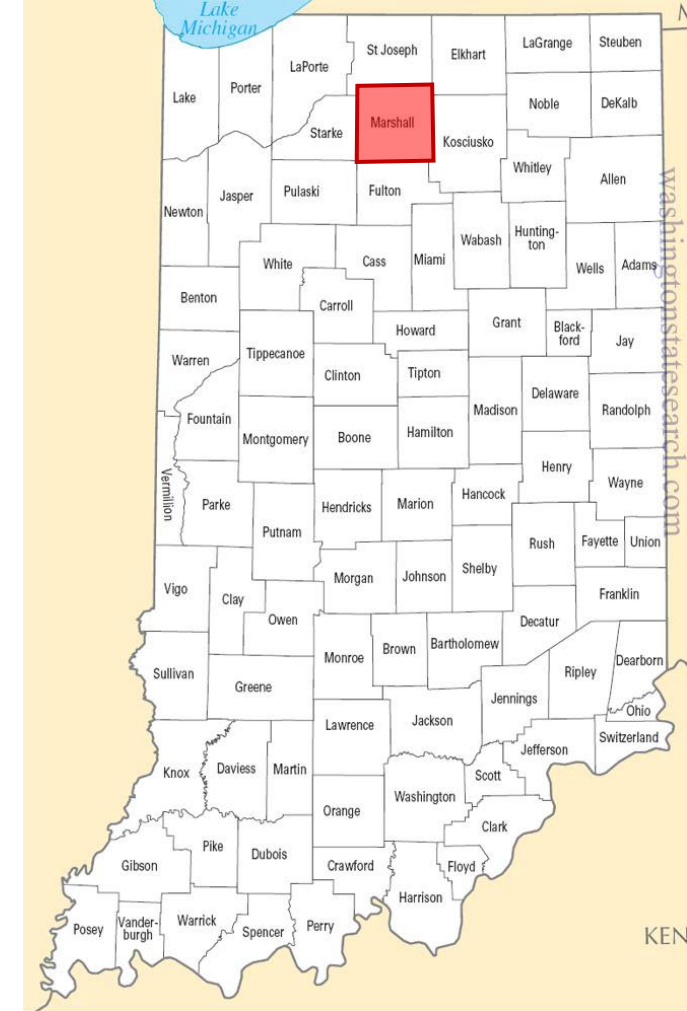 Lake
Michigan
St Joseph
LaGrange
Steuben
Elkhart
LaPorte
Porter
Lake
Noble
DeKalb
Marshall
Starke
Kosciusko
Whitley
Allen
Pulaski
Fulton
Jasper
Newton
Hunting-
ton
Wabash
Miami
Cass
White
Wells
Adams
Benton
Carroll
Grant
Howard
Black-
ford
Jay
Tippecanoe
Warren
Clinton
Tipton
Delaware
Madison
Randolph
Fountain
Hamilton
Boone
Montgomery
Henry
Wayne
Vermillion
Parke
Hendricks
Marion
Hancock
Putnam
Rush
Fayette
Union
Shelby
Morgan
Johnson
Vigo
Clay
Franklin
Owen
Decatur
Brown
Bartholomew
Monroe
Dearborn
Ripley
Sullivan
Greene
Jennings
Ohio
Lawrence
Jackson
Switzerland
Jefferson
Knox
Daviess
Martin
Scott
Washington
Orange
Clark
Pike
Dubois
Gibson
Crawford
Floyd
Harrison
Posey
Vander-
burgh
Warrick
Spencer
Perry
KEN
washingtonstatesearch.com